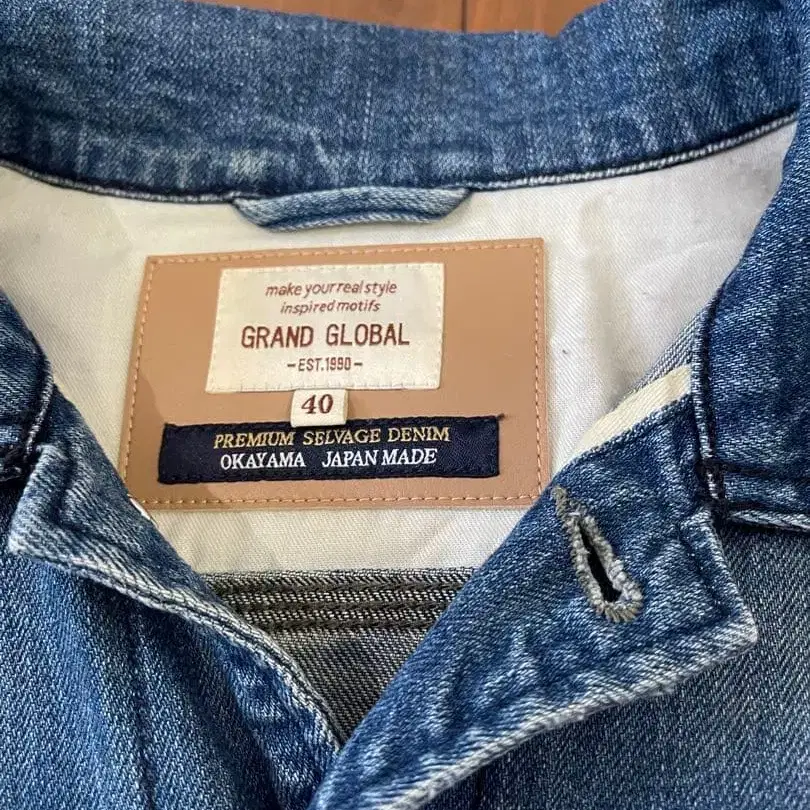 make your real style
inspired motifs
GRAND GLOBAL
-EST.1990-
40
PREMIUM SELVAGE DENIM
OKAYAMA JAPAN MADE